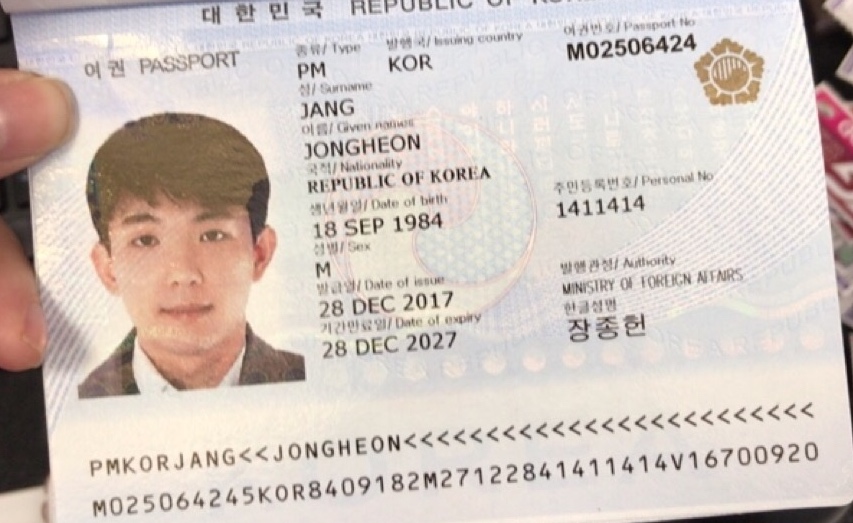 대한민국 REPUBLIC OF
여권 PASSPORT
종류/ Type 발행국/ Issuing country 여권번호/ Passport No
PM KOR M02506424
성/ Surname
JANG
이름/ Given names
JONGHEON
국적/ Nationality
REPUBLIC OF KOREA
생년월일/ Date of birth 주민등록번호/ Personal No
18 SEP 1984 1411414
성별/ Sex
M
발급일/ Date of issue 발행관청/ Authority
28 DEC 2017 MINISTRY OF FOREIGN AFFAIRS
기간만료일/ Date of expiry 한글성명
28 DEC 2027 장종헌
PMKORJANG<<JONGHEON<<<<<<<<<<<<<<<<<<<<<<<<<
M025064245KOR8409182M27122841411414V16700920